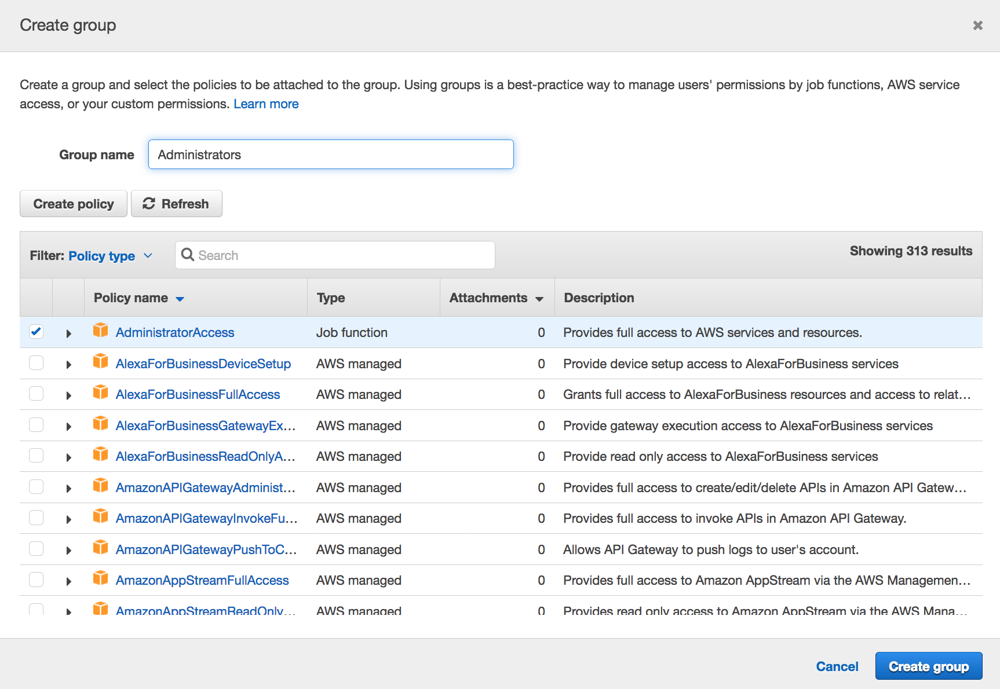 Create group
Create a group and select the policies to be attached to the group. Using groups is a best-practice way to manage users' permissions by job functions, AWS service
access, or your custom permissions. Learn more
Group name Administrators
Create policy Refresh
Filter: Policy type Search Showing 313 results
Policy name Type Attachments Description
AdministratorAccess Job function 0 Provides full access to AWS services and resources.
AlexaForBusinessDeviceSetup AWS managed 0 Provide device setup access to AlexaForBusiness services
AlexaForBusinessFullAccess AWS managed 0 Grants full access to AlexaForBusiness resources and access to relat...
AlexaForBusinessGatewayEx... AWS managed 0 Provide gateway execution access to AlexaForBusiness services
AlexaForBusinessReadOnlyA... AWS managed 0 Provide read only access to AlexaForBusiness services
AmazonAPIGatewayAdminist... AWS managed 0 Provides full access to create/edit/delete APIs in Amazon API Gatew...
AmazonAPIGatewayInvokeFu... AWS managed 0 Provides full access to invoke APIs in Amazon API Gateway.
AmazonAPIGatewayPushToC... AWS managed 0 Allows API Gateway to push logs to user's account.
AmazonAppStreamFullAccess AWS managed 0 Provides full access to Amazon AppStream via the AWS Managemen...
AmazonAppStreamReadOnly... AWS managed 0 Provides read only access to Amazon AppStream via the AWS Mana...
Cancel Create group